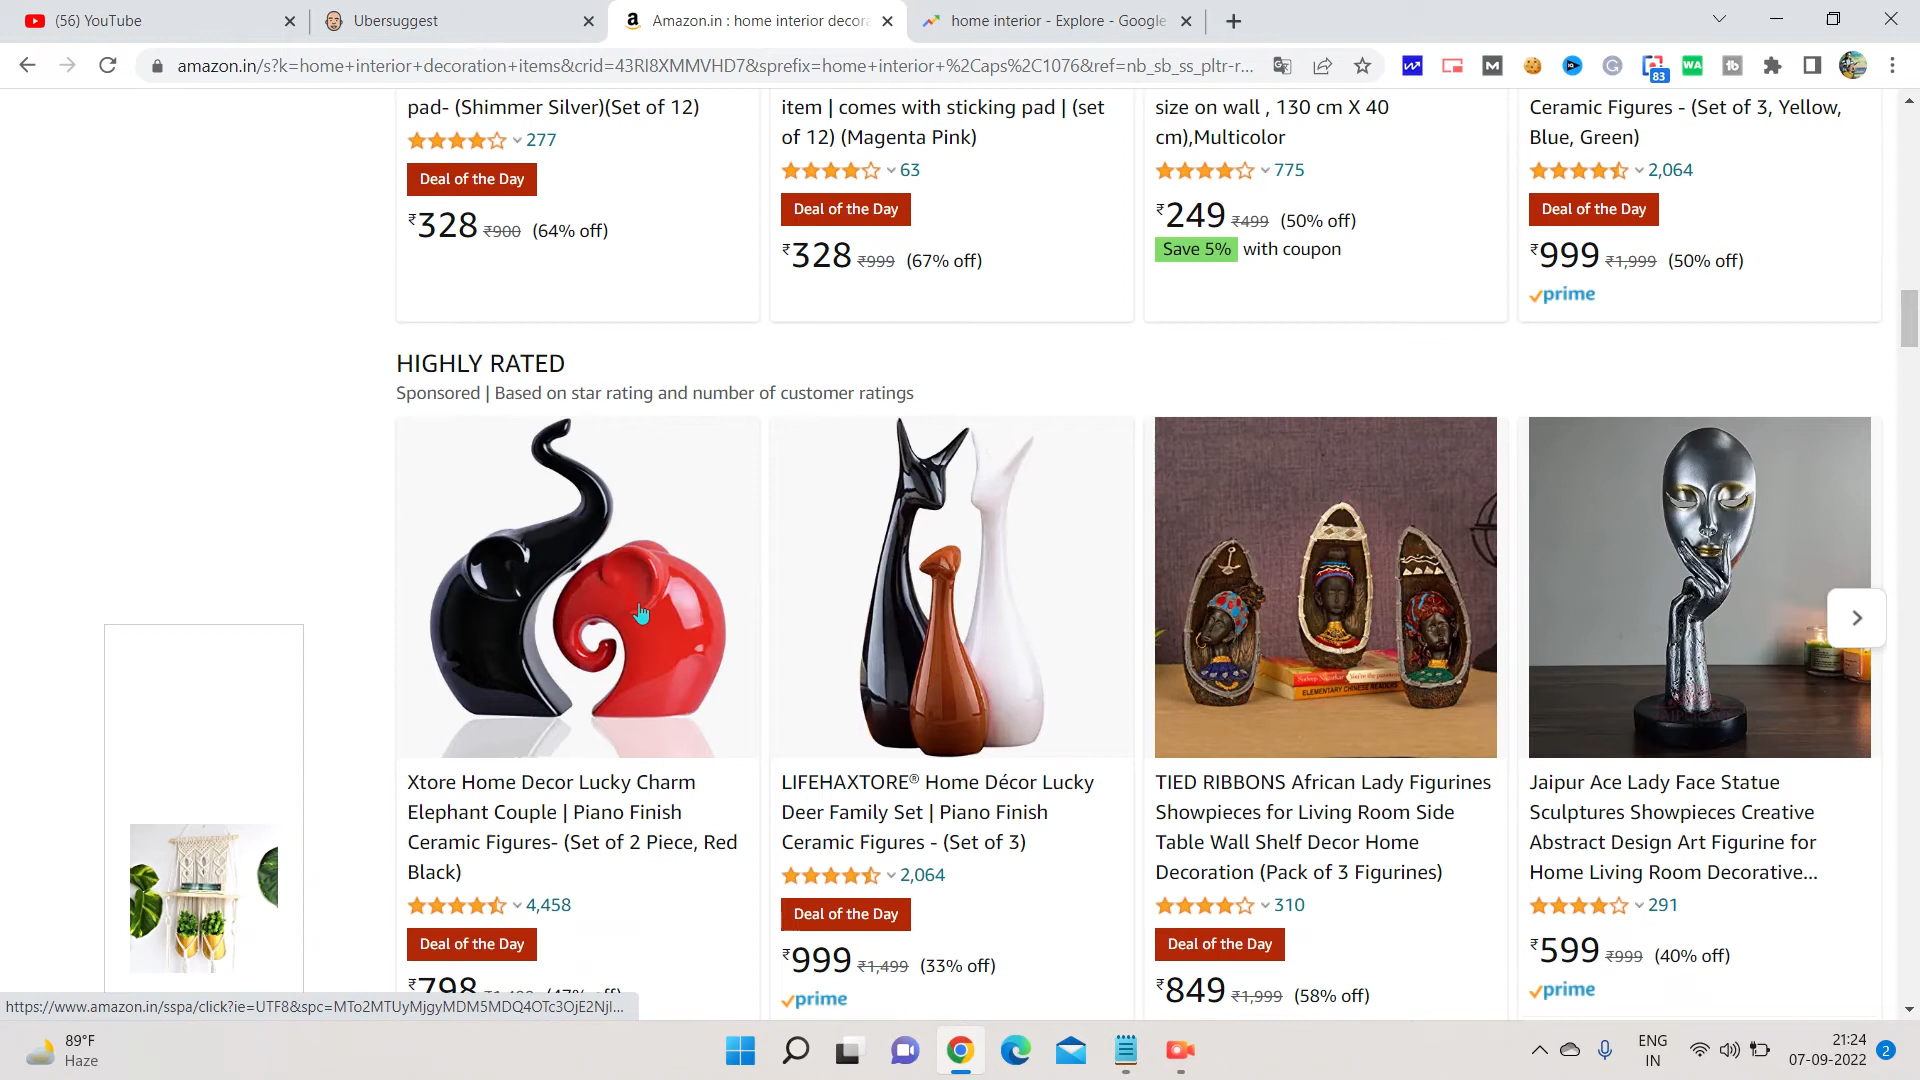 (56) YouTube
Ubersuggest
Amazon.in : home interior decora
home interior - Explore - Google
amazon.in/s?k=home+interior+decoration+items&crid=43RI8XMMVHD7&sprefix=home+interior+%2Caps%2C1076&ref=nb_sb_ss_pltr-r...
83
pad- (Shimmer Silver)(Set of 12)
277
Deal of the Day
₹328 ₹900 (64% off)
item | comes with sticking pad | (set
of 12) (Magenta Pink)
63
Deal of the Day
₹328 ₹999 (67% off)
size on wall , 130 cm X 40
cm),Multicolor
775
₹249 ₹499 (50% off)
Save 5% with coupon
Ceramic Figures - (Set of 3, Yellow,
Blue, Green)
2,064
Deal of the Day
₹999 ₹1,999 (50% off)
prime
HIGHLY RATED
Sponsored | Based on star rating and number of customer ratings
Xtore Home Decor Lucky Charm
Elephant Couple | Piano Finish
Ceramic Figures- (Set of 2 Piece, Red
Black)
4,458
Deal of the Day
₹798
LIFEHAXTORE® Home Décor Lucky
Deer Family Set | Piano Finish
Ceramic Figures - (Set of 3)
2,064
Deal of the Day
₹999 ₹1,499 (33% off)
prime
ELEMENTARY CHINESE READERS
TIED RIBBONS African Lady Figurines
Showpieces for Living Room Side
Table Wall Shelf Decor Home
Decoration (Pack of 3 Figurines)
310
Deal of the Day
₹849 ₹1,999 (58% off)
Jaipur Ace Lady Face Statue
Sculptures Showpieces Creative
Abstract Design Art Figurine for
Home Living Room Decorative...
291
₹599 ₹999 (40% off)
prime
https://www.amazon.in/sspa/click?ie=UTF8&spc=MTo2MTUyMjgyMDM5MDQ4OTc3OjE2NjI...
89°F
Haze
ENG
IN
21:24
07-09-2022
2